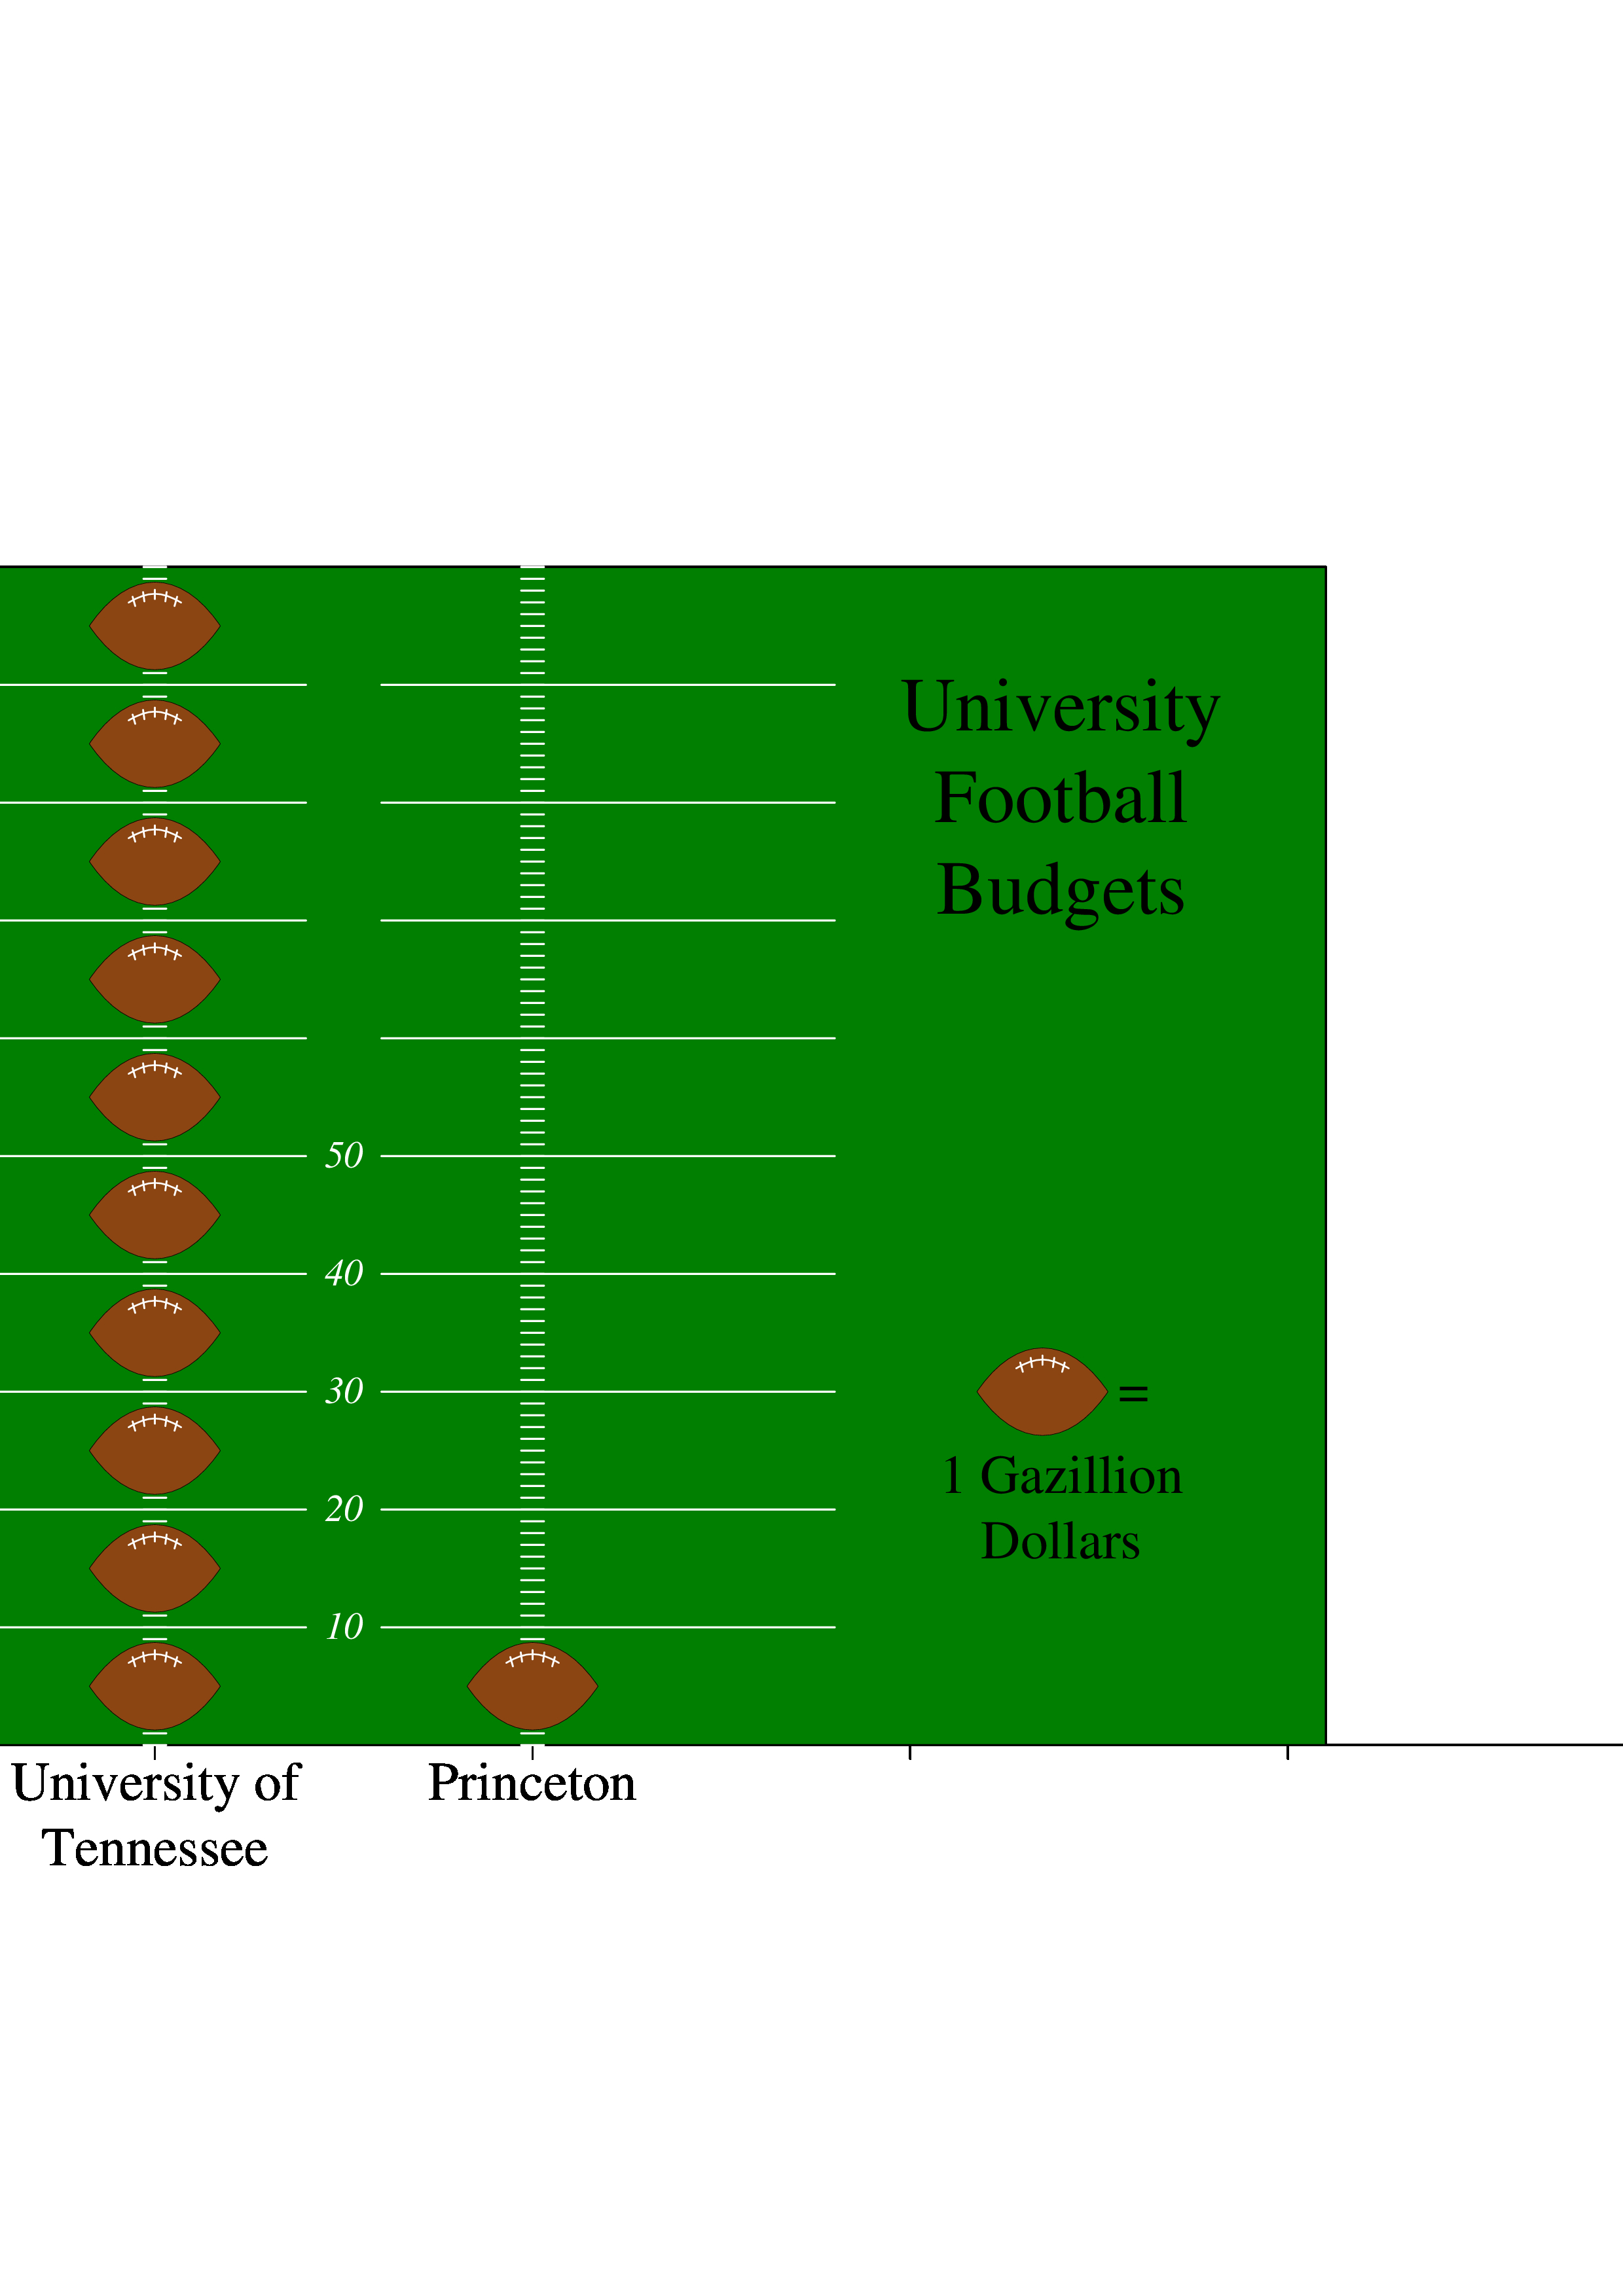 University
Football
Budgets
50
40
30
20
10
=
1 Gazillion
Dollars
University of
Tennessee
Princeton